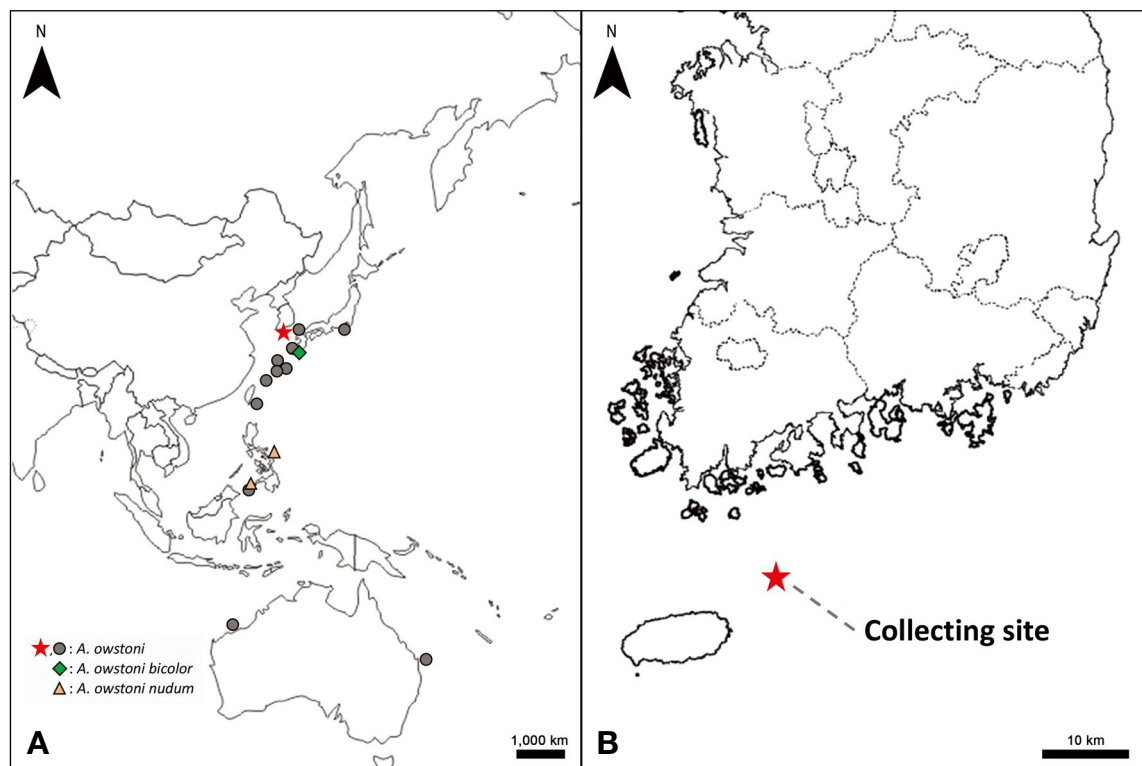 N
★,●: A. owstoni
◆: A. owstoni bicolor
▲: A. owstoni nudum
A
1,000 km
N
Collecting site
B
10 km